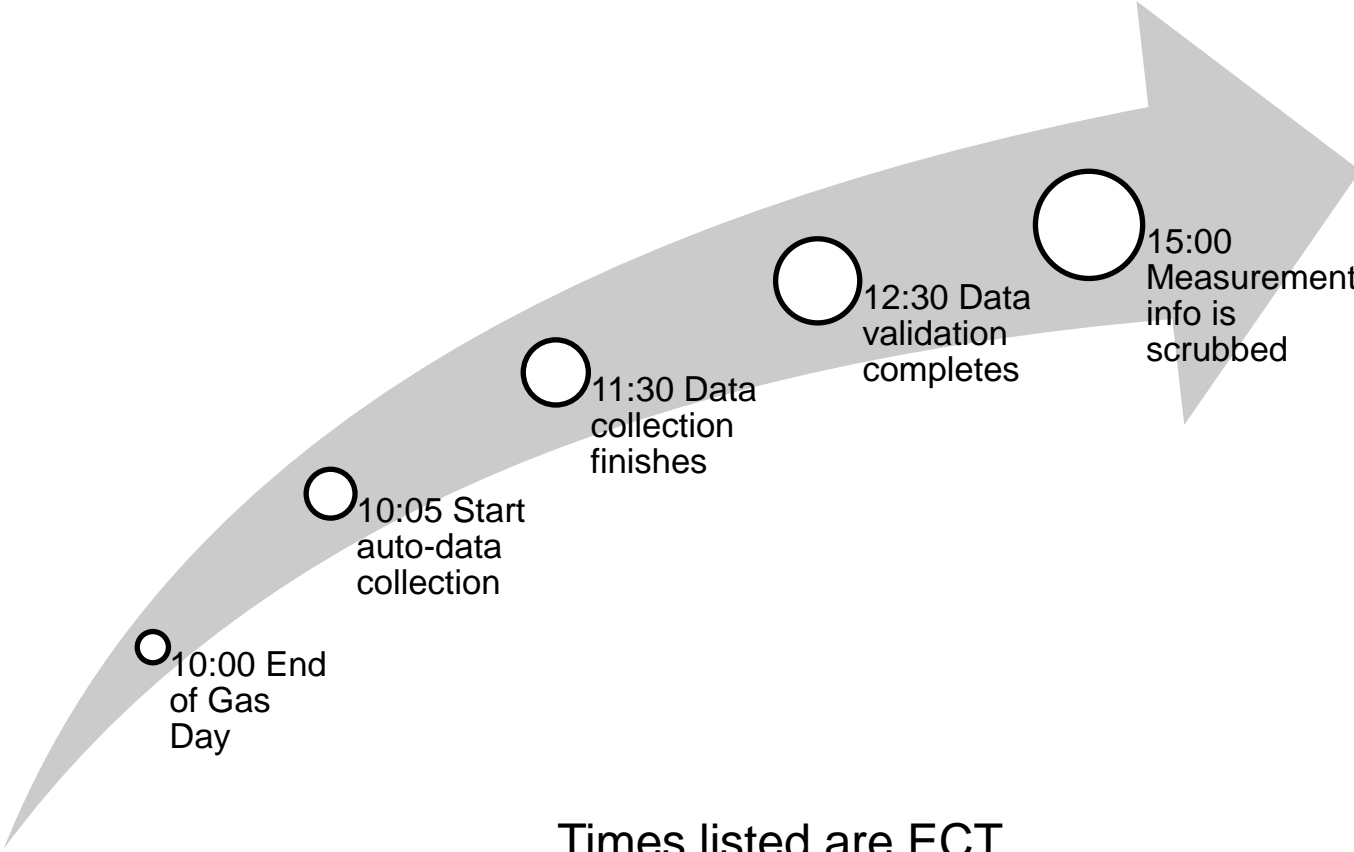 10:00 End
of Gas
Day
10:05 Start
auto-data
collection
11:30 Data
collection
finishes
12:30 Data
validation
completes
15:00
Measurement
info is
scrubbed
Times listed are ECT